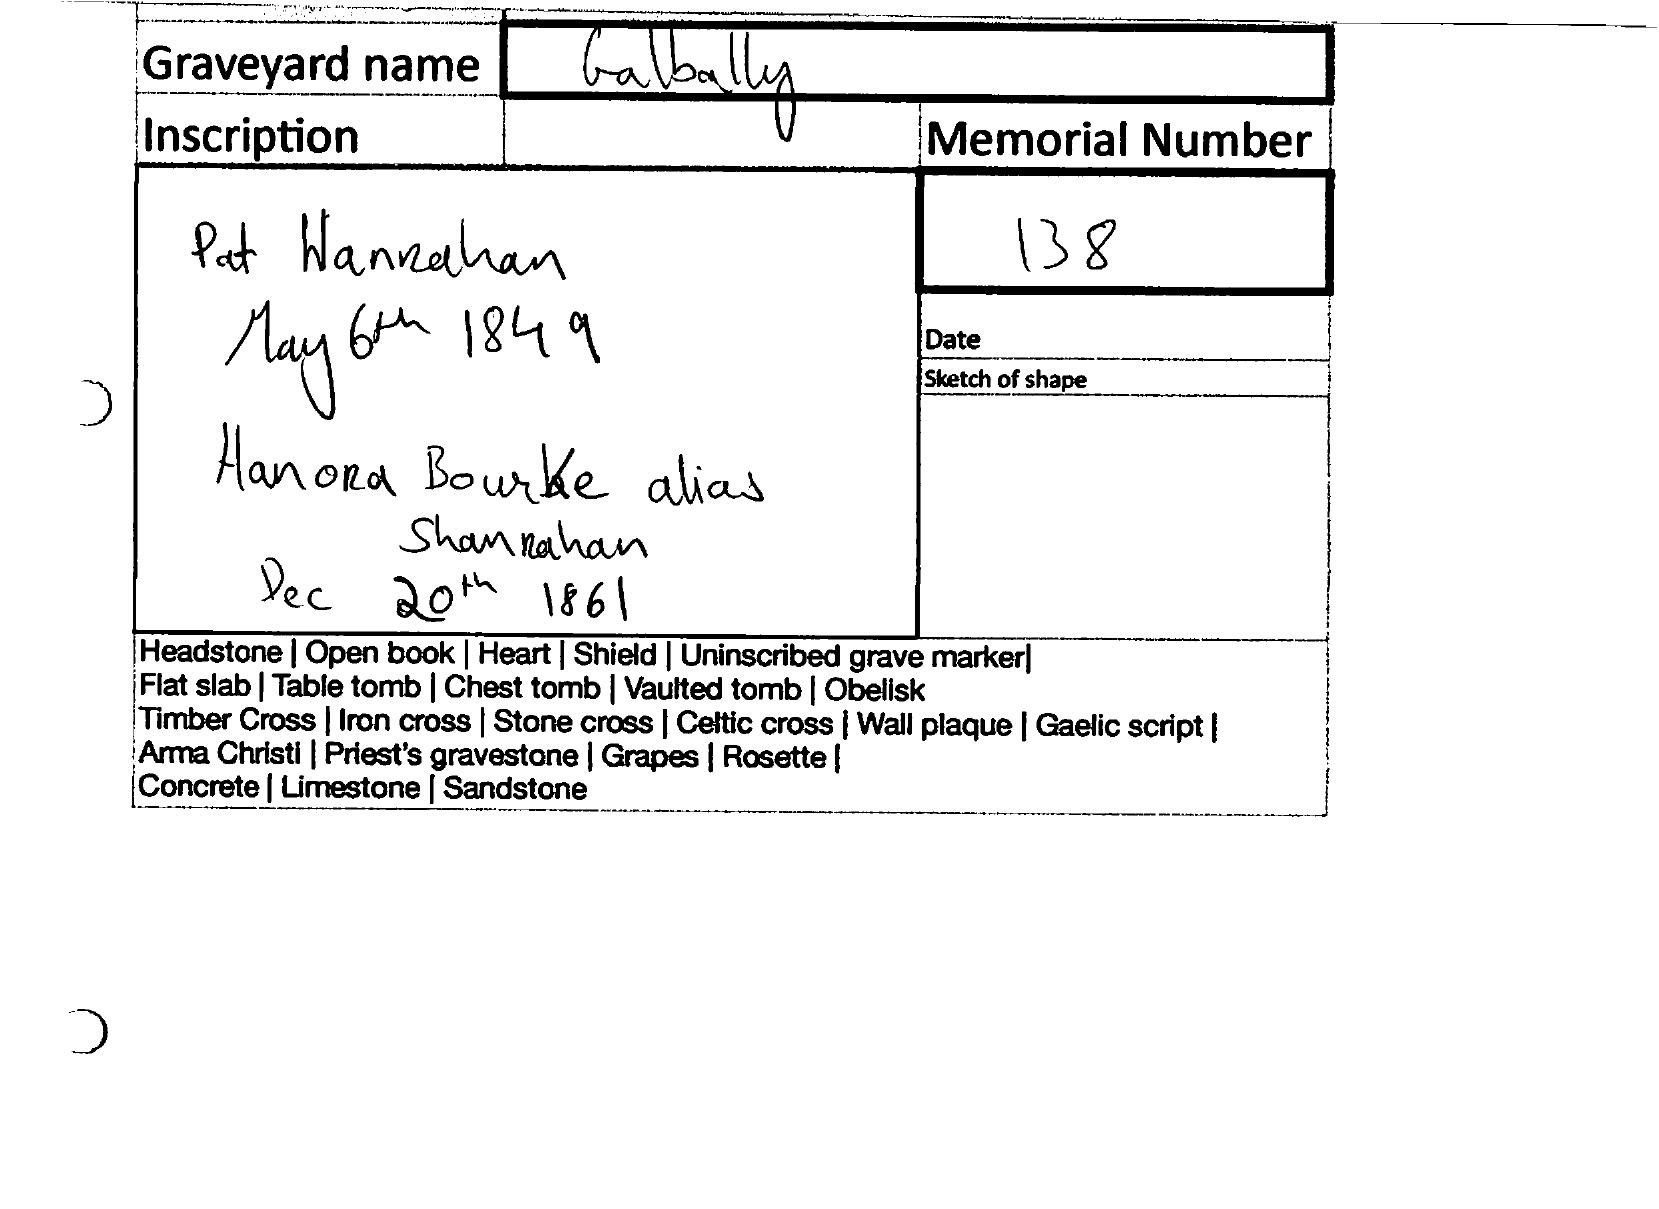 Graveyard name Galbally
Inscription Memorial Number
138
Pat Hanrahan
May 6th 1849
Date
Sketch of shape
Hanora Bourke alias
Shanrahan
Dec 20th 1861
Headstone | Open book | Heart | Shield | Uninscribed grave marker|
Flat slab | Table tomb | Chest tomb | Vaulted tomb | Obelisk
Timber Cross | Iron cross | Stone cross | Celtic cross | Wall plaque | Gaelic script |
Arma Christi | Priest's gravestone | Grapes | Rosette |
Concrete | Limestone | Sandstone